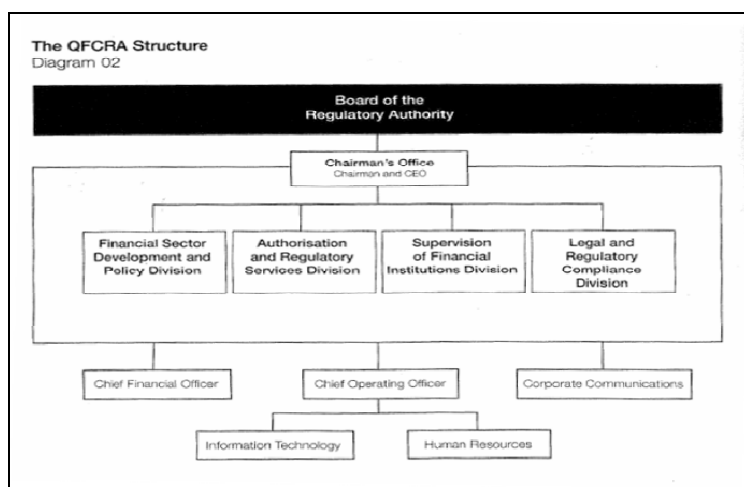 The QFCRA Structure
Diagram 02
Board of the
Regulatory Authority
Chairman's Office
Chairman and CEO
Financial Sector
Development and
Policy Division
Authorisation
and Regulatory
Services Division
Supervision
of Financial
Institutions Division
Legal and
Regulatory
Compliance
Division
Chief Financial Officer
Chief Operating Officer
Corporate Communications
Information Technology
Human Resources